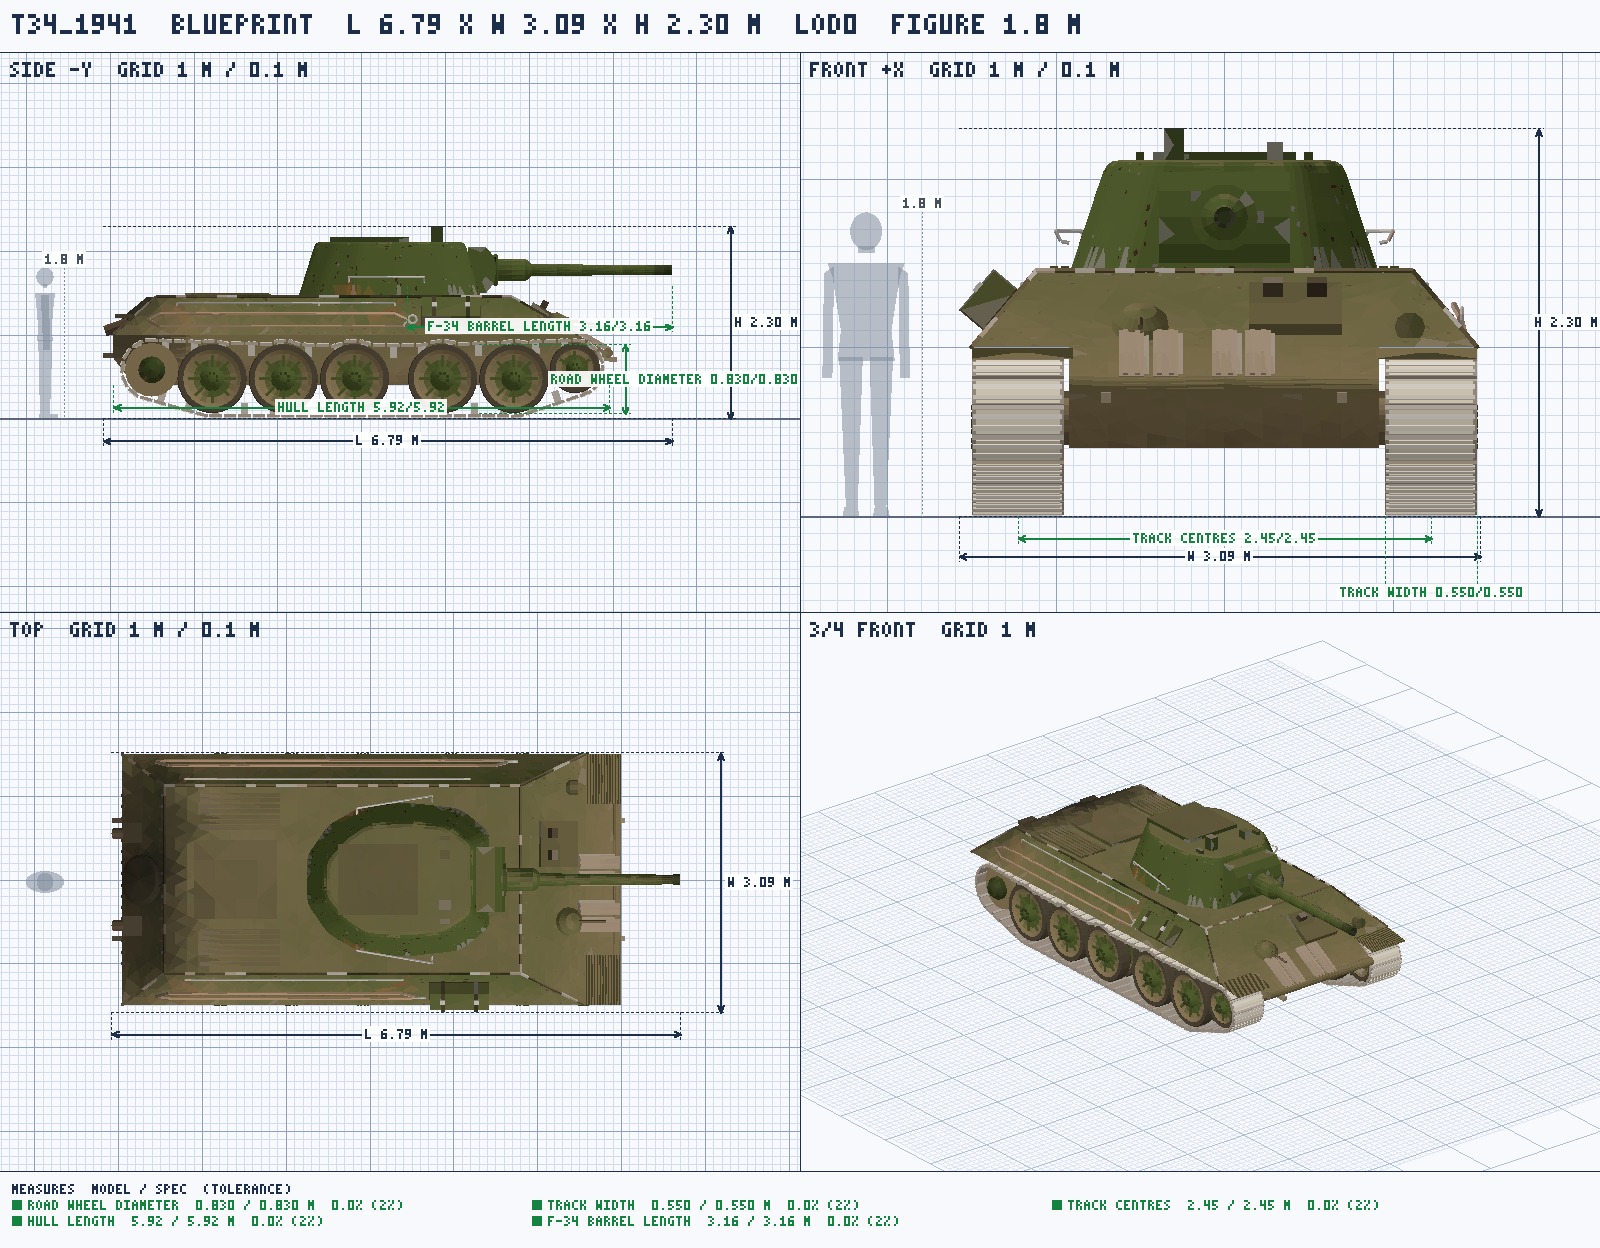 T34_1941 BLUEPRINT L 6.79 X W 3.09 X H 2.30 M LOD0 FIGURE 1.8 M
SIDE -Y GRID 1 M / 0.1 M
1.8 M
F-34 BARREL LENGTH 3.16/3.16
H 2.30 M
ROAD WHEEL DIAMETER 0.830/0.830
HULL LENGTH 5.92/5.92
L 6.79 M
FRONT +X GRID 1 M / 0.1 M
1.8 M
H 2.30 M
TRACK CENTRES 2.45/2.45
W 3.09 M
TRACK WIDTH 0.550/0.550
TOP GRID 1 M / 0.1 M
W 3.09 M
L 6.79 M
3/4 FRONT GRID 1 M
MEASURES MODEL / SPEC (TOLERANCE)
ROAD WHEEL DIAMETER 0.830 / 0.830 M 0.0% (2%)
TRACK WIDTH 0.550 / 0.550 M 0.0% (2%)
TRACK CENTRES 2.45 / 2.45 M 0.0% (2%)
HULL LENGTH 5.92 / 5.92 M 0.0% (2%)
F-34 BARREL LENGTH 3.16 / 3.16 M 0.0% (2%)